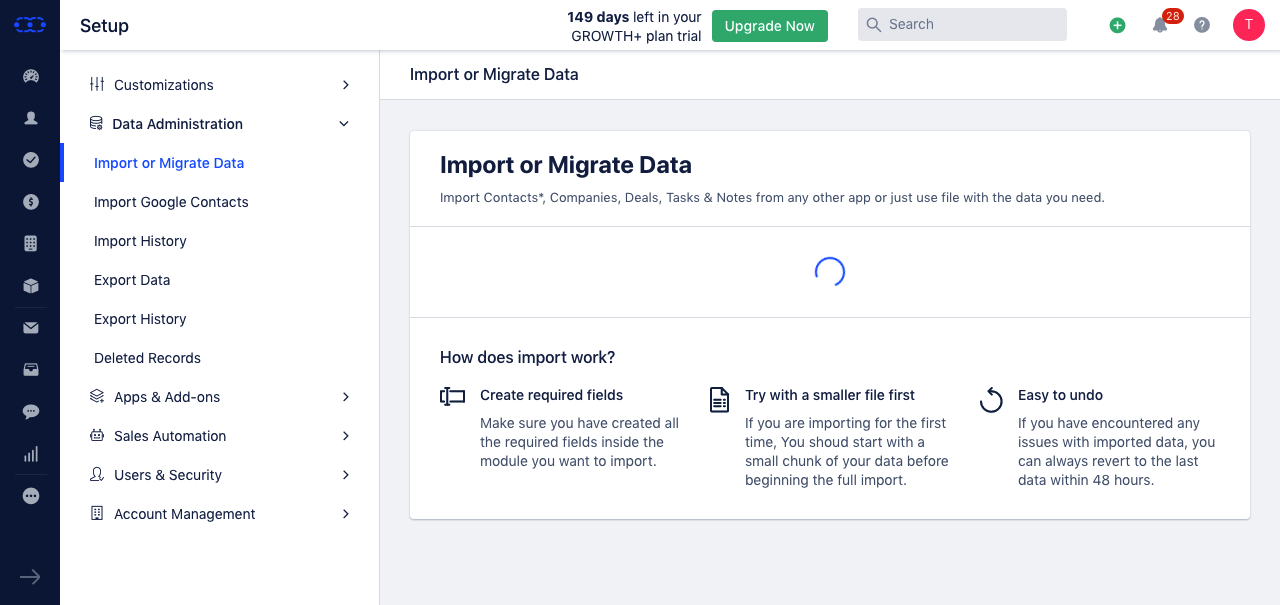 Setup
149 days left in your
GROWTH+ plan trial
Upgrade Now
Search
28
T
Customizations
Data Administration
Import or Migrate Data
Import Google Contacts
Import History
Export Data
Export History
Deleted Records
Apps & Add-ons
Sales Automation
Users & Security
Account Management
Import or Migrate Data
Import or Migrate Data
Import Contacts*, Companies, Deals, Tasks & Notes from any other app or just use file with the data you need.
How does import work?
Create required fields
Make sure you have created all
the required fields inside the
module you want to import.
Try with a smaller file first
If you are importing for the first
time, You shoud start with a
small chunk of your data before
beginning the full import.
Easy to undo
If you have encountered any
issues with imported data, you
can always revert to the last
data within 48 hours.